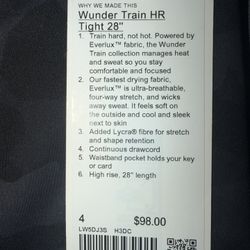 WHY WE MADE THIS
Wunder Train HR
Tight 28"
1. Train hard, not hot. Powered by
Everlux™ fabric, the Wunder
Train collection manages heat
and sweat so you stay
comfortable and focused
2. Our fastest drying fabric,
Everlux™ is ultra-breathable,
four-way stretch, and wicks
away sweat. It feels soft on
the outside and cool and sleek
next to skin
3. Added Lycra® fibre for stretch
and shape retention
4. Continuous drawcord
5. Waistband pocket holds your key
or card
6. High rise, 28" length
4 $98.00
LW5DJ3S H3DC